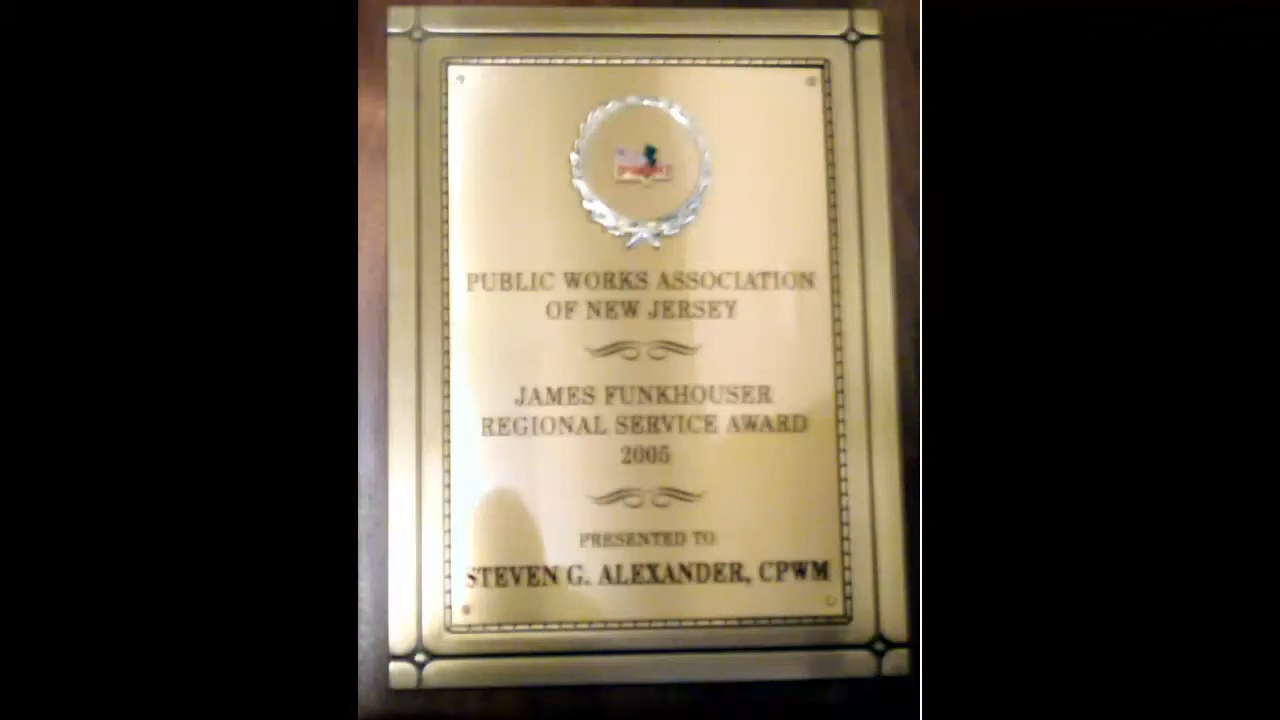 PUBLIC WORKS ASSOCIATION
OF NEW JERSEY
JAMES FUNKHOUSER
REGIONAL SERVICE AWARD
2005
PRESENTED TO
STEVEN G. ALEXANDER, CPWM